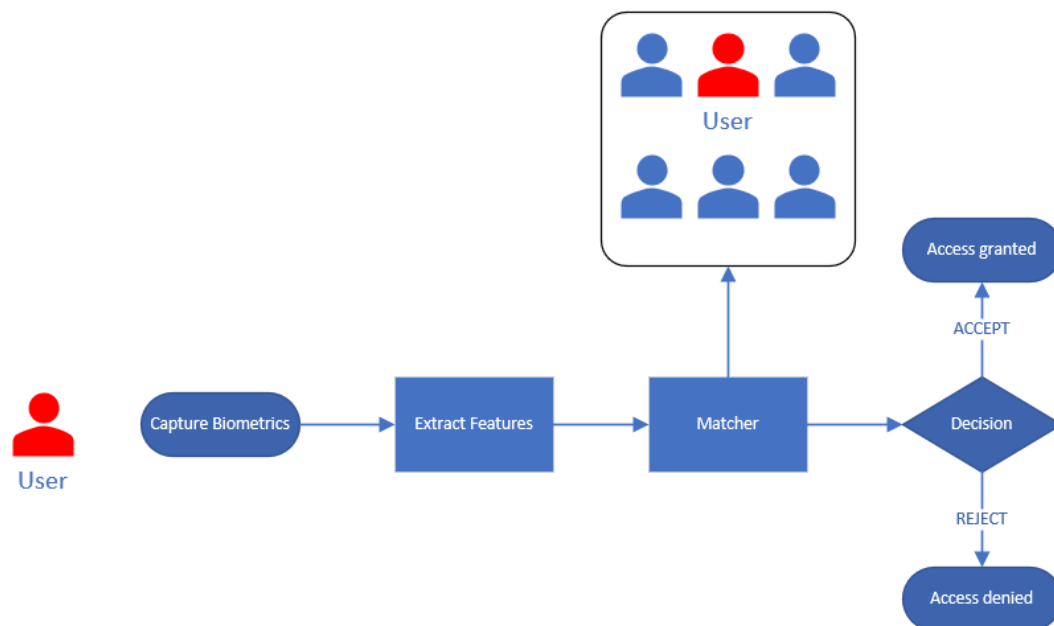 User
Access granted
ACCEPT
User
Capture Biometrics
Extract Features
Matcher
Decision
REJECT
Access denied